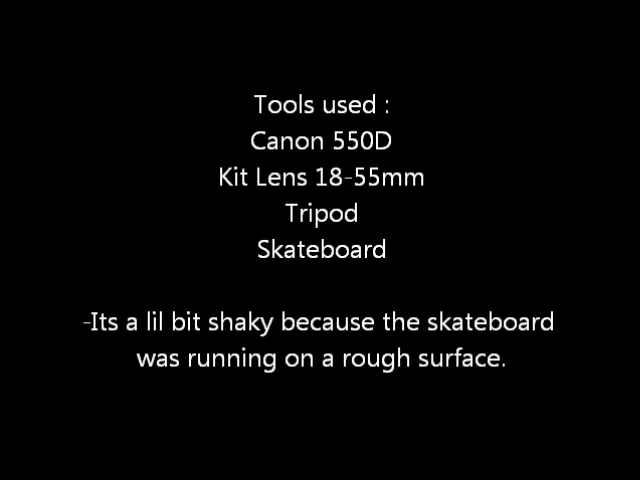 Tools used :
Canon 550D
Kit Lens 18-55mm
Tripod
Skateboard
-Its a lil bit shaky because the skateboard
was running on a rough surface.